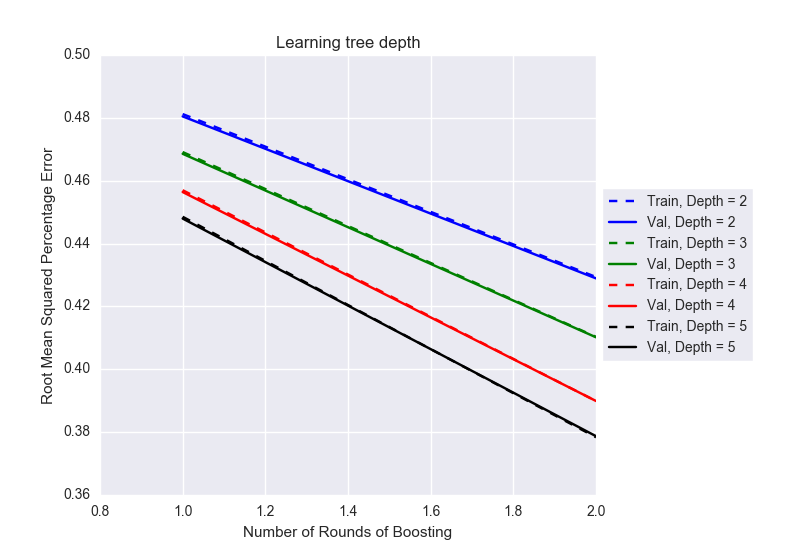 Learning tree depth
Root Mean Squared Percentage Error
0.50
0.48
0.46
0.44
0.42
0.40
0.38
0.36
0.8 1.0 1.2 1.4 1.6 1.8 2.0
Number of Rounds of Boosting
Train, Depth = 2
Val, Depth = 2
Train, Depth = 3
Val, Depth = 3
Train, Depth = 4
Val, Depth = 4
Train, Depth = 5
Val, Depth = 5